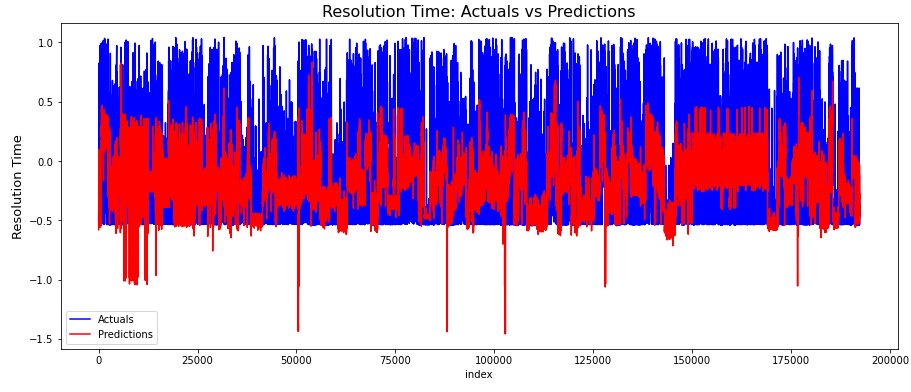 Resolution Time: Actuals vs Predictions
1.0
0.5
0.0
−0.5
−1.0
−1.5
Resolution Time
Actuals
Predictions
0 25000 50000 75000 100000 125000 150000 175000 200000
index